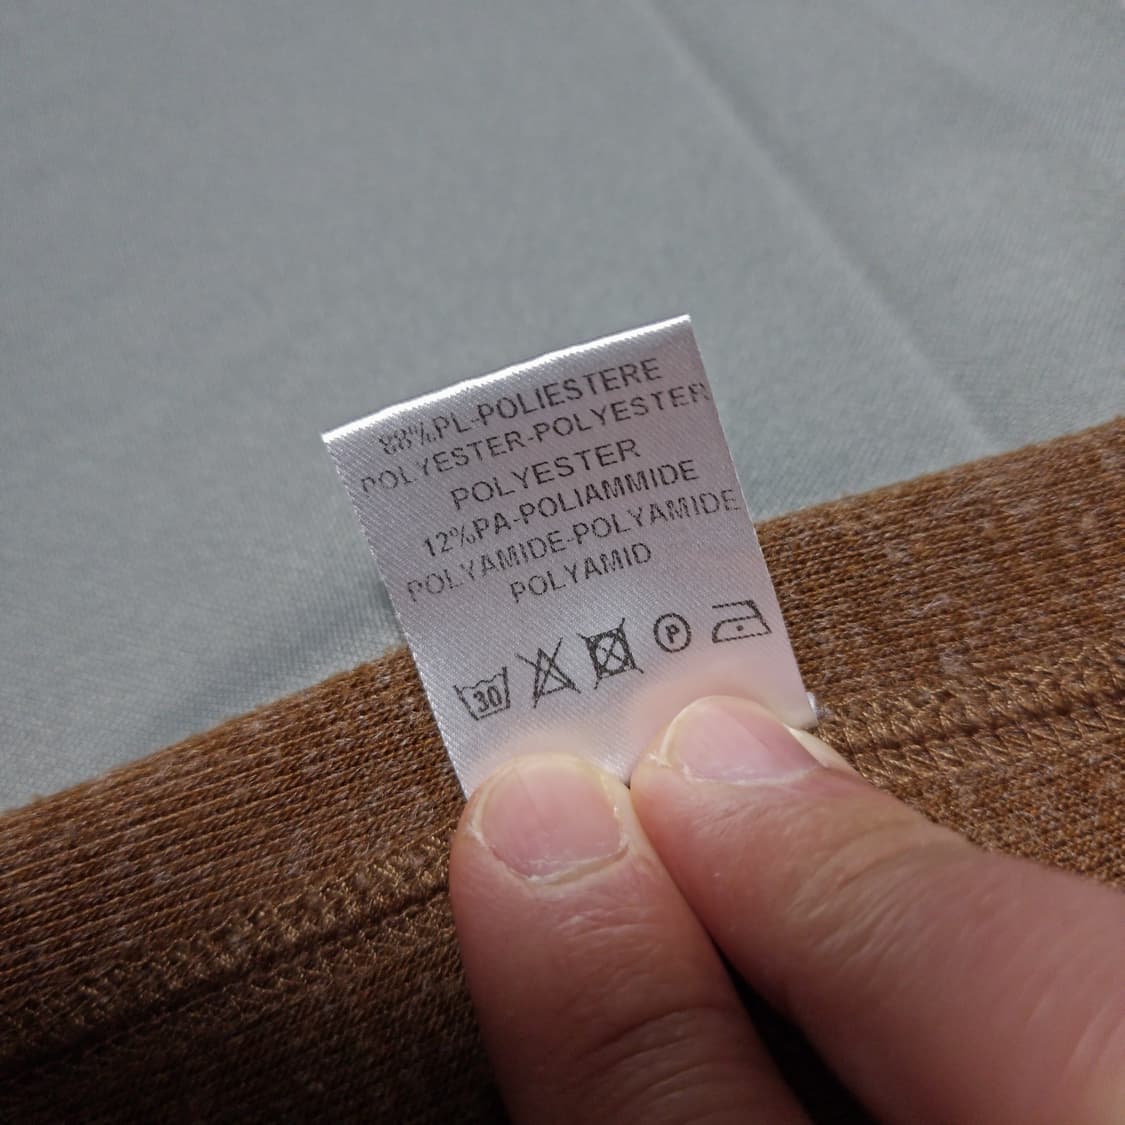 88%PL-POLIESTERE
POLYESTER-POLYESTER
POLYESTER
12%PA-POLIAMMIDE
POLYAMIDE-POLYAMIDE
POLYAMID
30 P